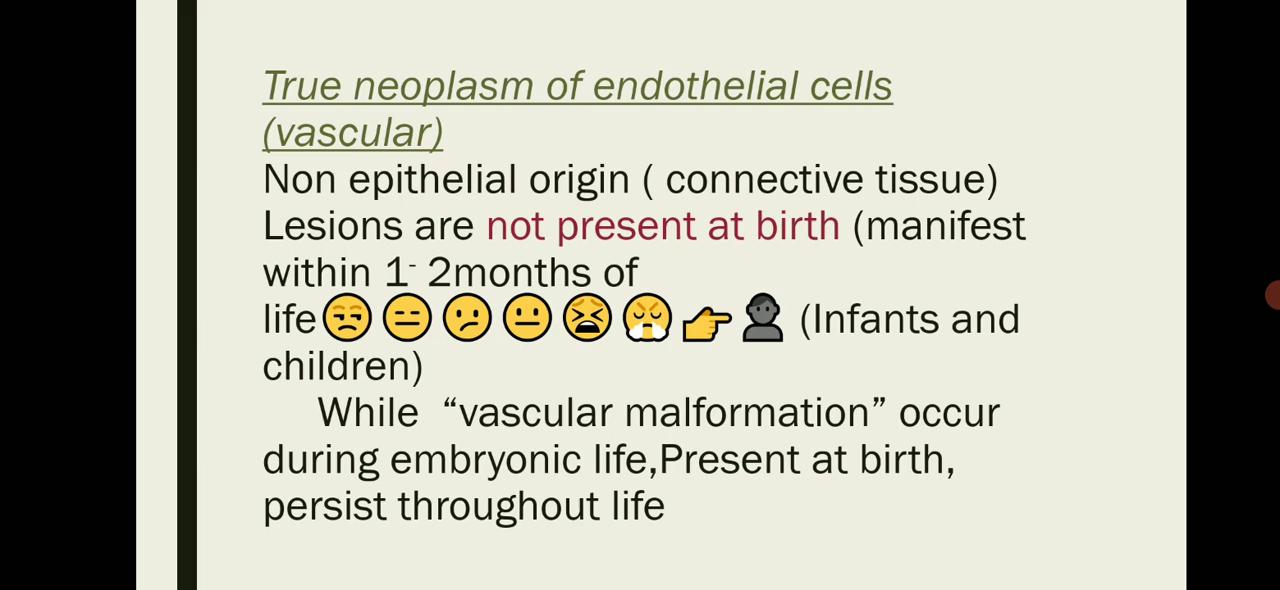 True neoplasm of endothelial cells
(vascular)
Non epithelial origin ( connective tissue)
Lesions are not present at birth (manifest
within 1- 2months of
life😒😑😕😐😫😤👉👤 (Infants and
children)
While “vascular malformation” occur
during embryonic life,Present at birth,
persist throughout life